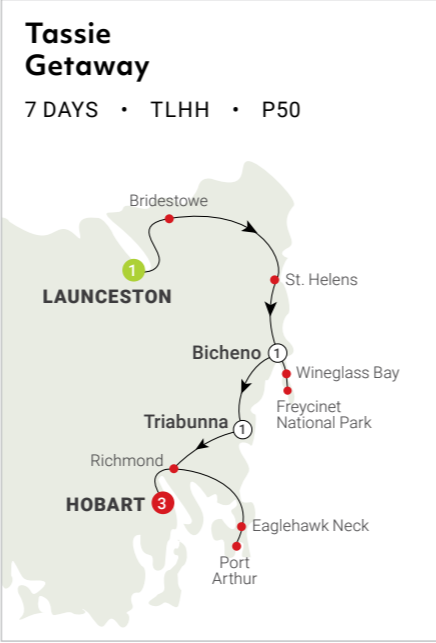 Tassie
Getaway
7 DAYS • TLHH • P50
Bridestowe
1
LAUNCESTON
St. Helens
Bicheno 1
Wineglass Bay
Freycinet
National Park
Triabunna 1
Richmond
HOBART 3
Eaglehawk Neck
Port
Arthur